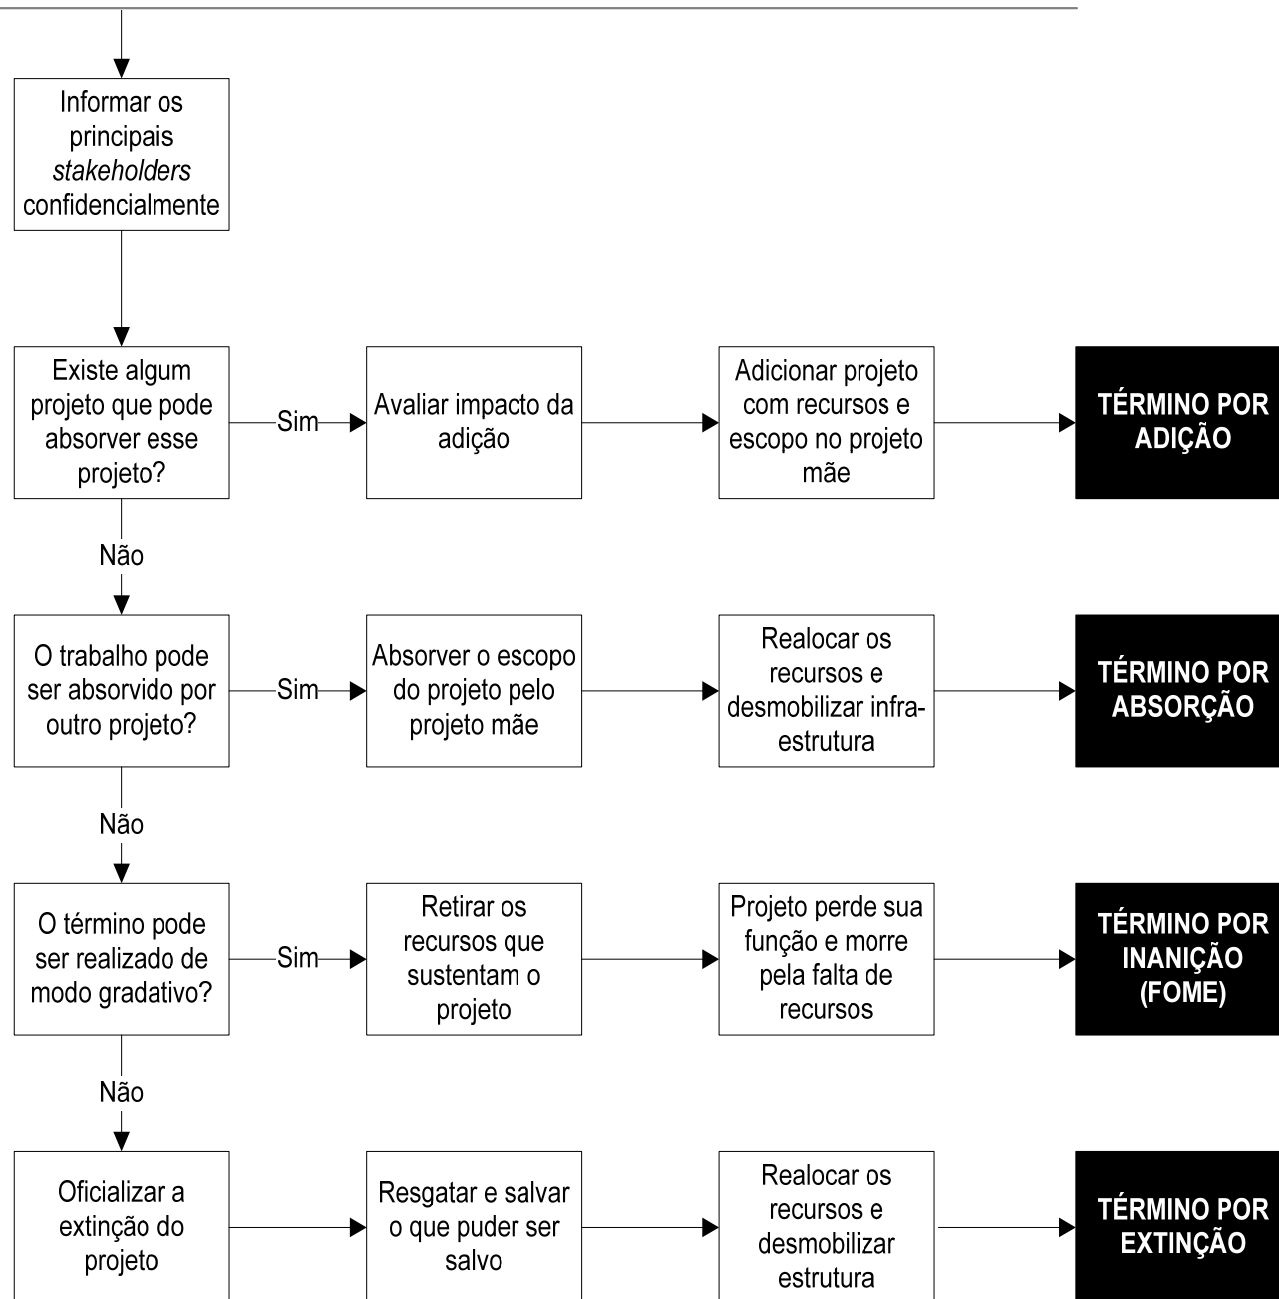 Informar os
principais
stakeholders
confidencialmente
Existe algum
projeto que pode
absorver esse
projeto?
Sim
Avaliar impacto da
adição
Adicionar projeto
com recursos e
escopo no projeto
mãe
TÉRMINO POR
ADIÇÃO
Não
O trabalho pode
ser absorvido por
outro projeto?
Sim
Absorver o escopo
do projeto pelo
projeto mãe
Realocar os
recursos e
desmobilizar infra-
estrutura
TÉRMINO POR
ABSORÇÃO
Não
O término pode
ser realizado de
modo gradativo?
Sim
Retirar os
recursos que
sustentam o
projeto
Projeto perde sua
função e morre
pela falta de
recursos
TÉRMINO POR
INANIÇÃO
(FOME)
Não
Oficializar a
extinção do
projeto
Resgatar e salvar
o que puder ser
salvo
Realocar os
recursos e
desmobilizar
estrutura
TÉRMINO POR
EXTINÇÃO